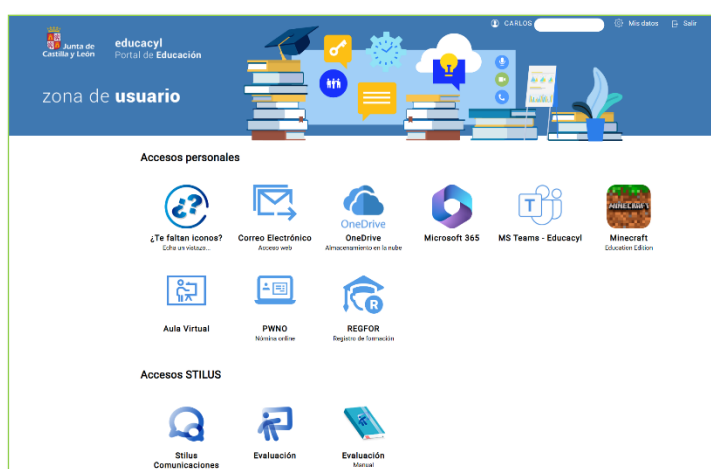 CARLOS
Mis datos
Salir
Junta de
Castilla y León
educacyl
Portal de Educación
zona de usuario
Accesos personales
OneDrive
MINECRAFT
¿Te faltan iconos?
Echa un vistazo...
Correo Electrónico
Acceso web
OneDrive
Almacenamiento en la nube
Microsoft 365
MS Teams - Educacyl
Minecraft
Education Edition
Aula Virtual
PWNO
Nómina online
REGFOR
Registro de formación
Accesos STILUS
Stilus
Comunicaciones
Evaluación
Evaluación
Manual